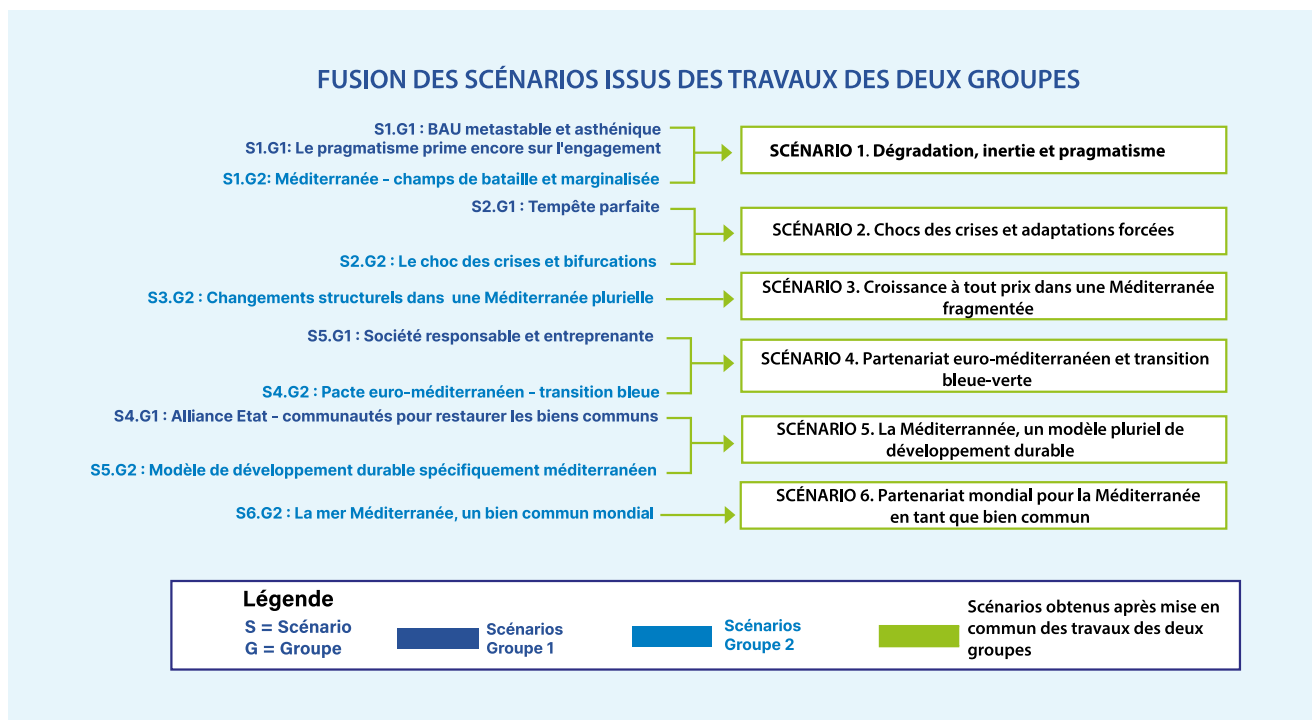 FUSION DES SCÉNARIOS ISSUS DES TRAVAUX DES DEUX GROUPES
S1.G1 : BAU metastable et asthénique
S1.G1: Le pragmatisme prime encore sur l'engagement
S1.G2: Méditerranée - champs de bataille et marginalisée
SCÉNARIO 1. Dégradation, inertie et pragmatisme
S2.G1 : Tempête parfaite
S2.G2 : Le choc des crises et bifurcations
SCÉNARIO 2. Chocs des crises et adaptations forcées
S3.G2 : Changements structurels dans une Méditerranée plurielle
SCÉNARIO 3. Croissance à tout prix dans une Méditerranée
fragmentée
S5.G1 : Société responsable et entreprenante
S4.G2 : Pacte euro-méditerranéen - transition bleue
SCÉNARIO 4. Partenariat euro-méditerranéen et transition
bleue-verte
S4.G1 : Alliance Etat - communautés pour restaurer les biens communs
S5.G2 : Modèle de développement durable spécifiquement méditerranéen
SCÉNARIO 5. La Méditerrannée, un modèle pluriel de
développement durable
S6.G2 : La mer Méditerranée, un bien commun mondial
SCÉNARIO 6. Partenariat mondial pour la Méditerranée
en tant que bien commun
Légende
S = Scénario
G = Groupe
Scénarios
Groupe 1
Scénarios
Groupe 2
Scénarios obtenus après mise en
commun des travaux des deux
groupes